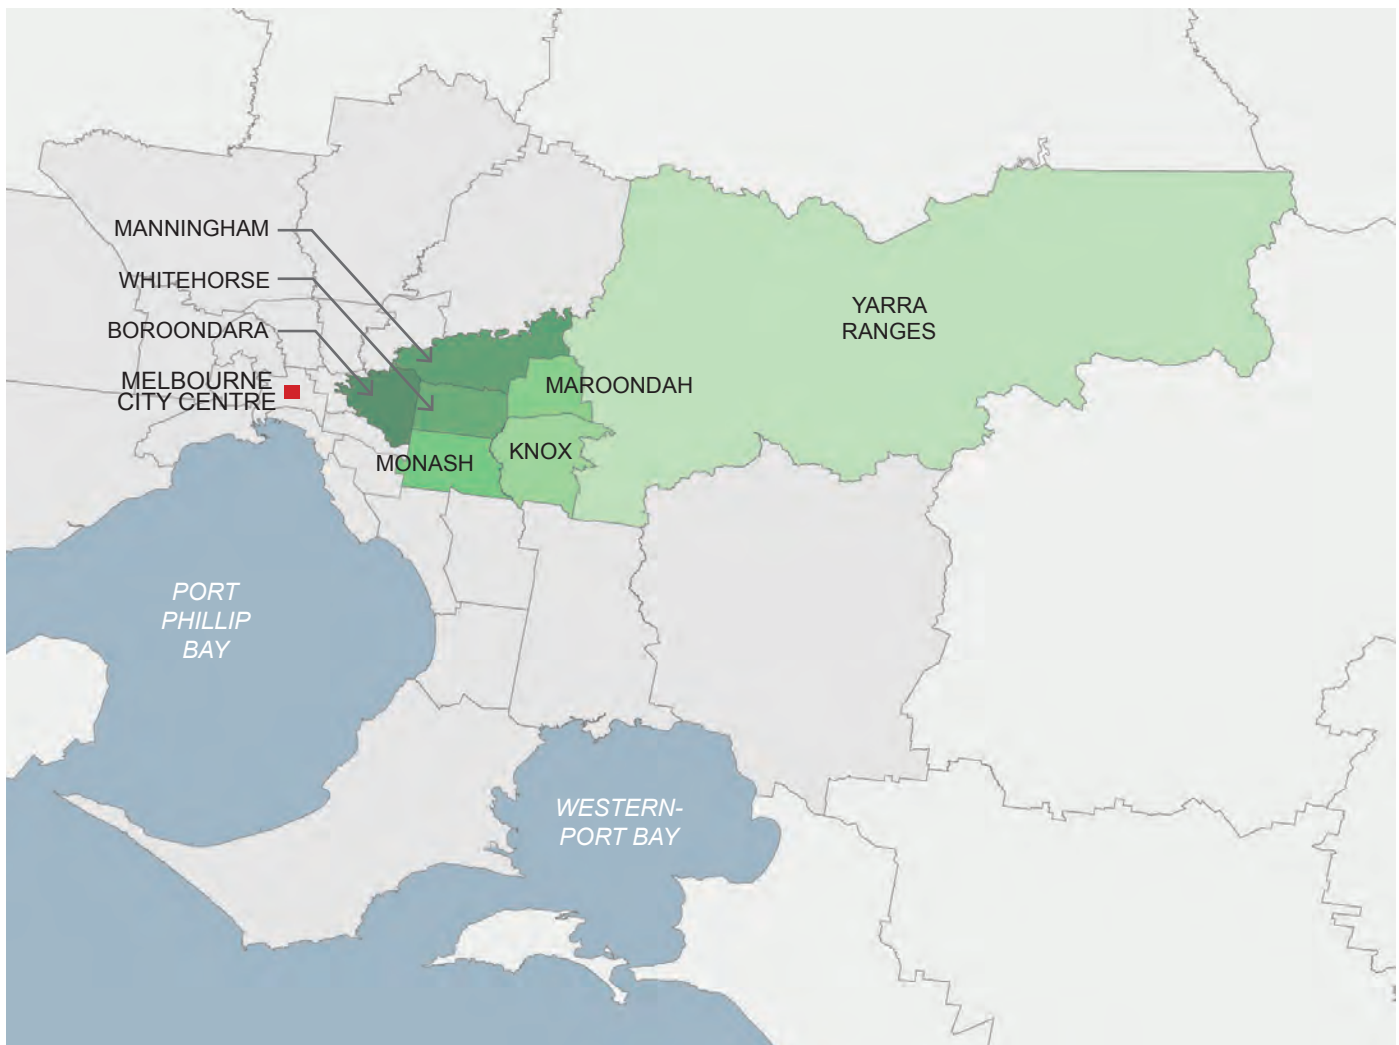 MANNINGHAM
WHITEHORSE
BOROONDARA
MELBOURNE
CITY CENTRE
YARRA
RANGES
MAROONDAH
KNOX
MONASH
PORT
PHILLIP
BAY
WESTERN-
PORT BAY